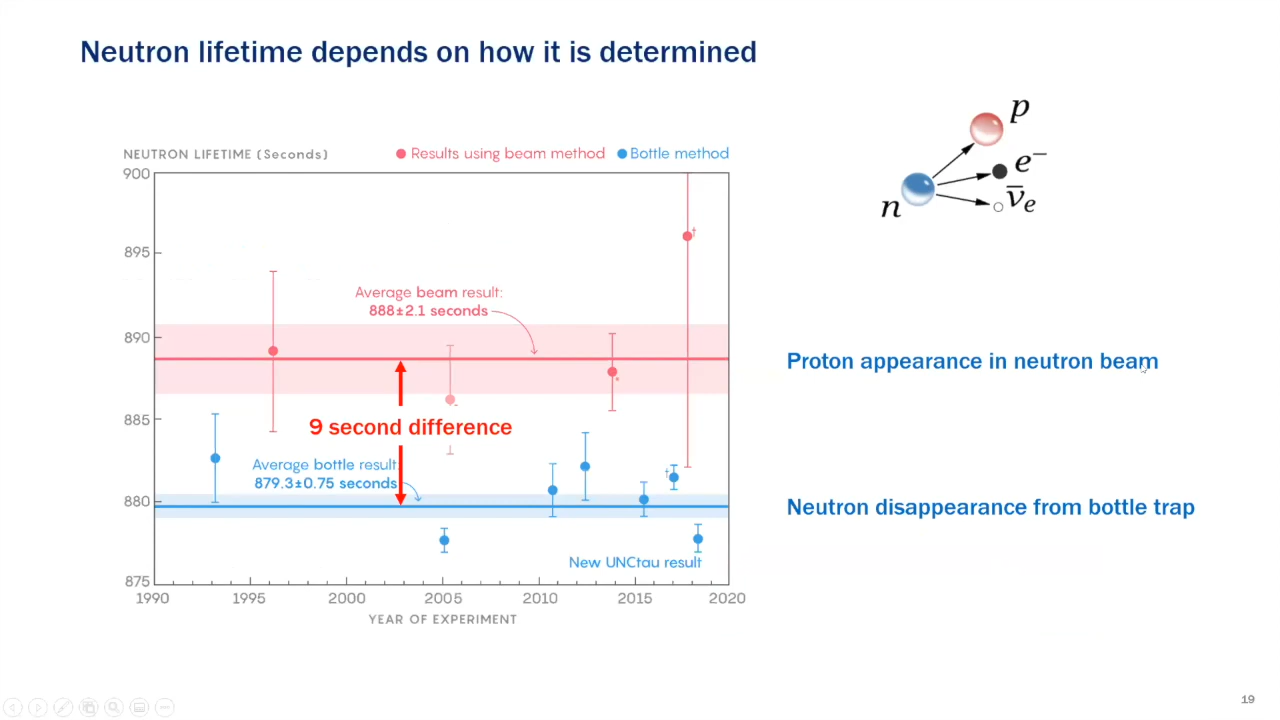 Neutron lifetime depends on how it is determined
p
e−
ν̄e
n
NEUTRON LIFETIME (Seconds)
Results using beam method
Bottle method
900
895
890
885
880
875
Average beam result:
888±2.1 seconds
9 second difference
Average bottle result:
879.3±0.75 seconds
†
*
†
New UNCtau result
1990
1995
2000
2005
2010
2015
2020
YEAR OF EXPERIMENT
Proton appearance in neutron beam
Neutron disappearance from bottle trap
19